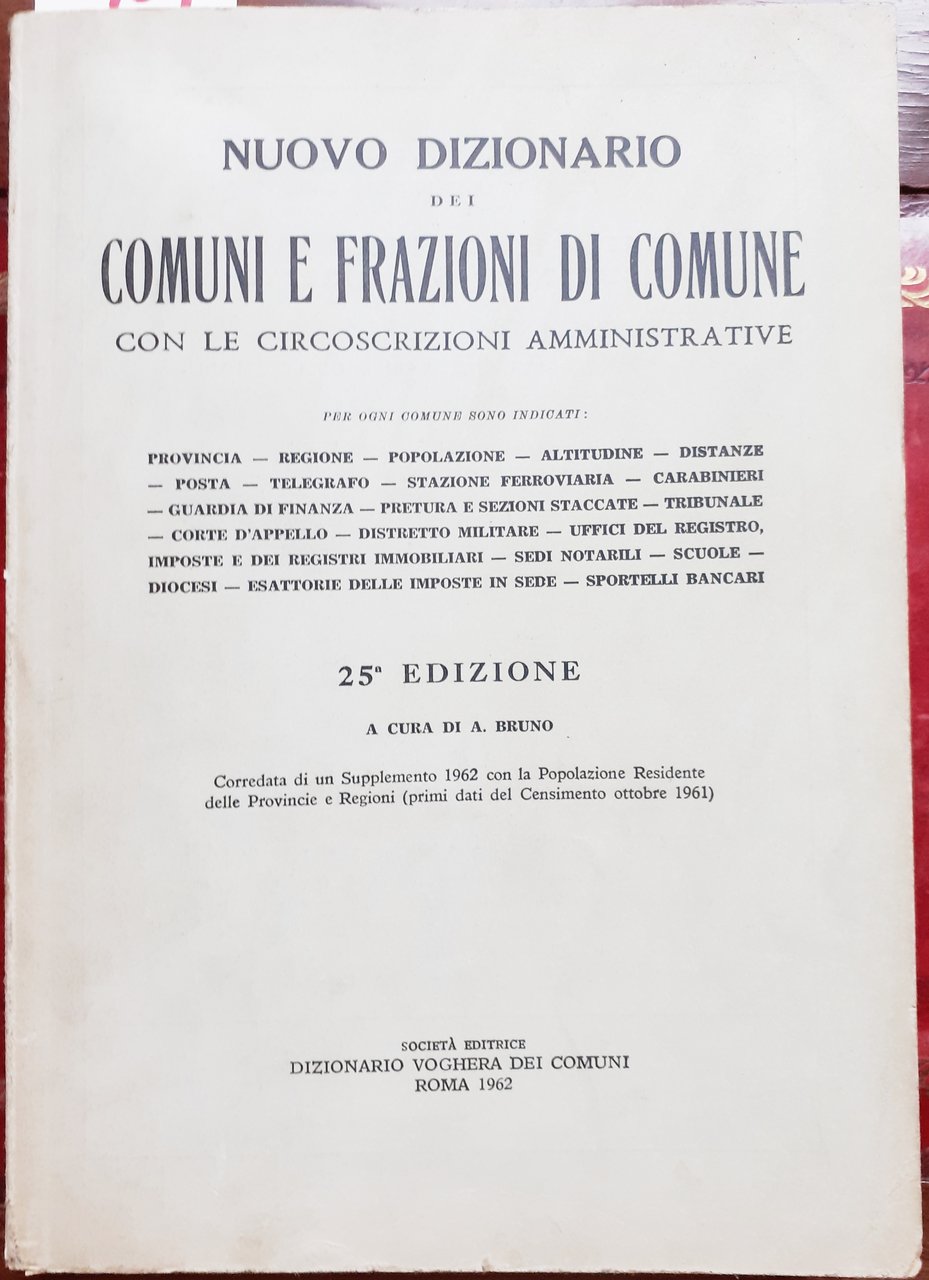 NUOVO DIZIONARIO
DEI
COMUNI E FRAZIONI DI COMUNE
CON LE CIRCOSCRIZIONI AMMINISTRATIVE
PER OGNI COMUNE SONO INDICATI:
PROVINCIA — REGIONE — POPOLAZIONE — ALTITUDINE — DISTANZE
— POSTA — TELEGRAFO — STAZIONE FERROVIARIA — CARABINIERI
— GUARDIA DI FINANZA — PRETURA E SEZIONI STACCATE — TRIBUNALE
— CORTE D'APPELLO — DISTRETTO MILITARE — UFFICI DEL REGISTRO,
IMPOSTE E DEI REGISTRI IMMOBILIARI — SEDI NOTARILI — SCUOLE —
DIOCESI — ESATTORIE DELLE IMPOSTE IN SEDE — SPORTELLI BANCARI
25ª EDIZIONE
A CURA DI A. BRUNO
Corredata di un Supplemento 1962 con la Popolazione Residente
delle Provincie e Regioni (primi dati del Censimento ottobre 1961)
SOCIETÀ EDITRICE
DIZIONARIO VOGHERA DEI COMUNI
ROMA 1962